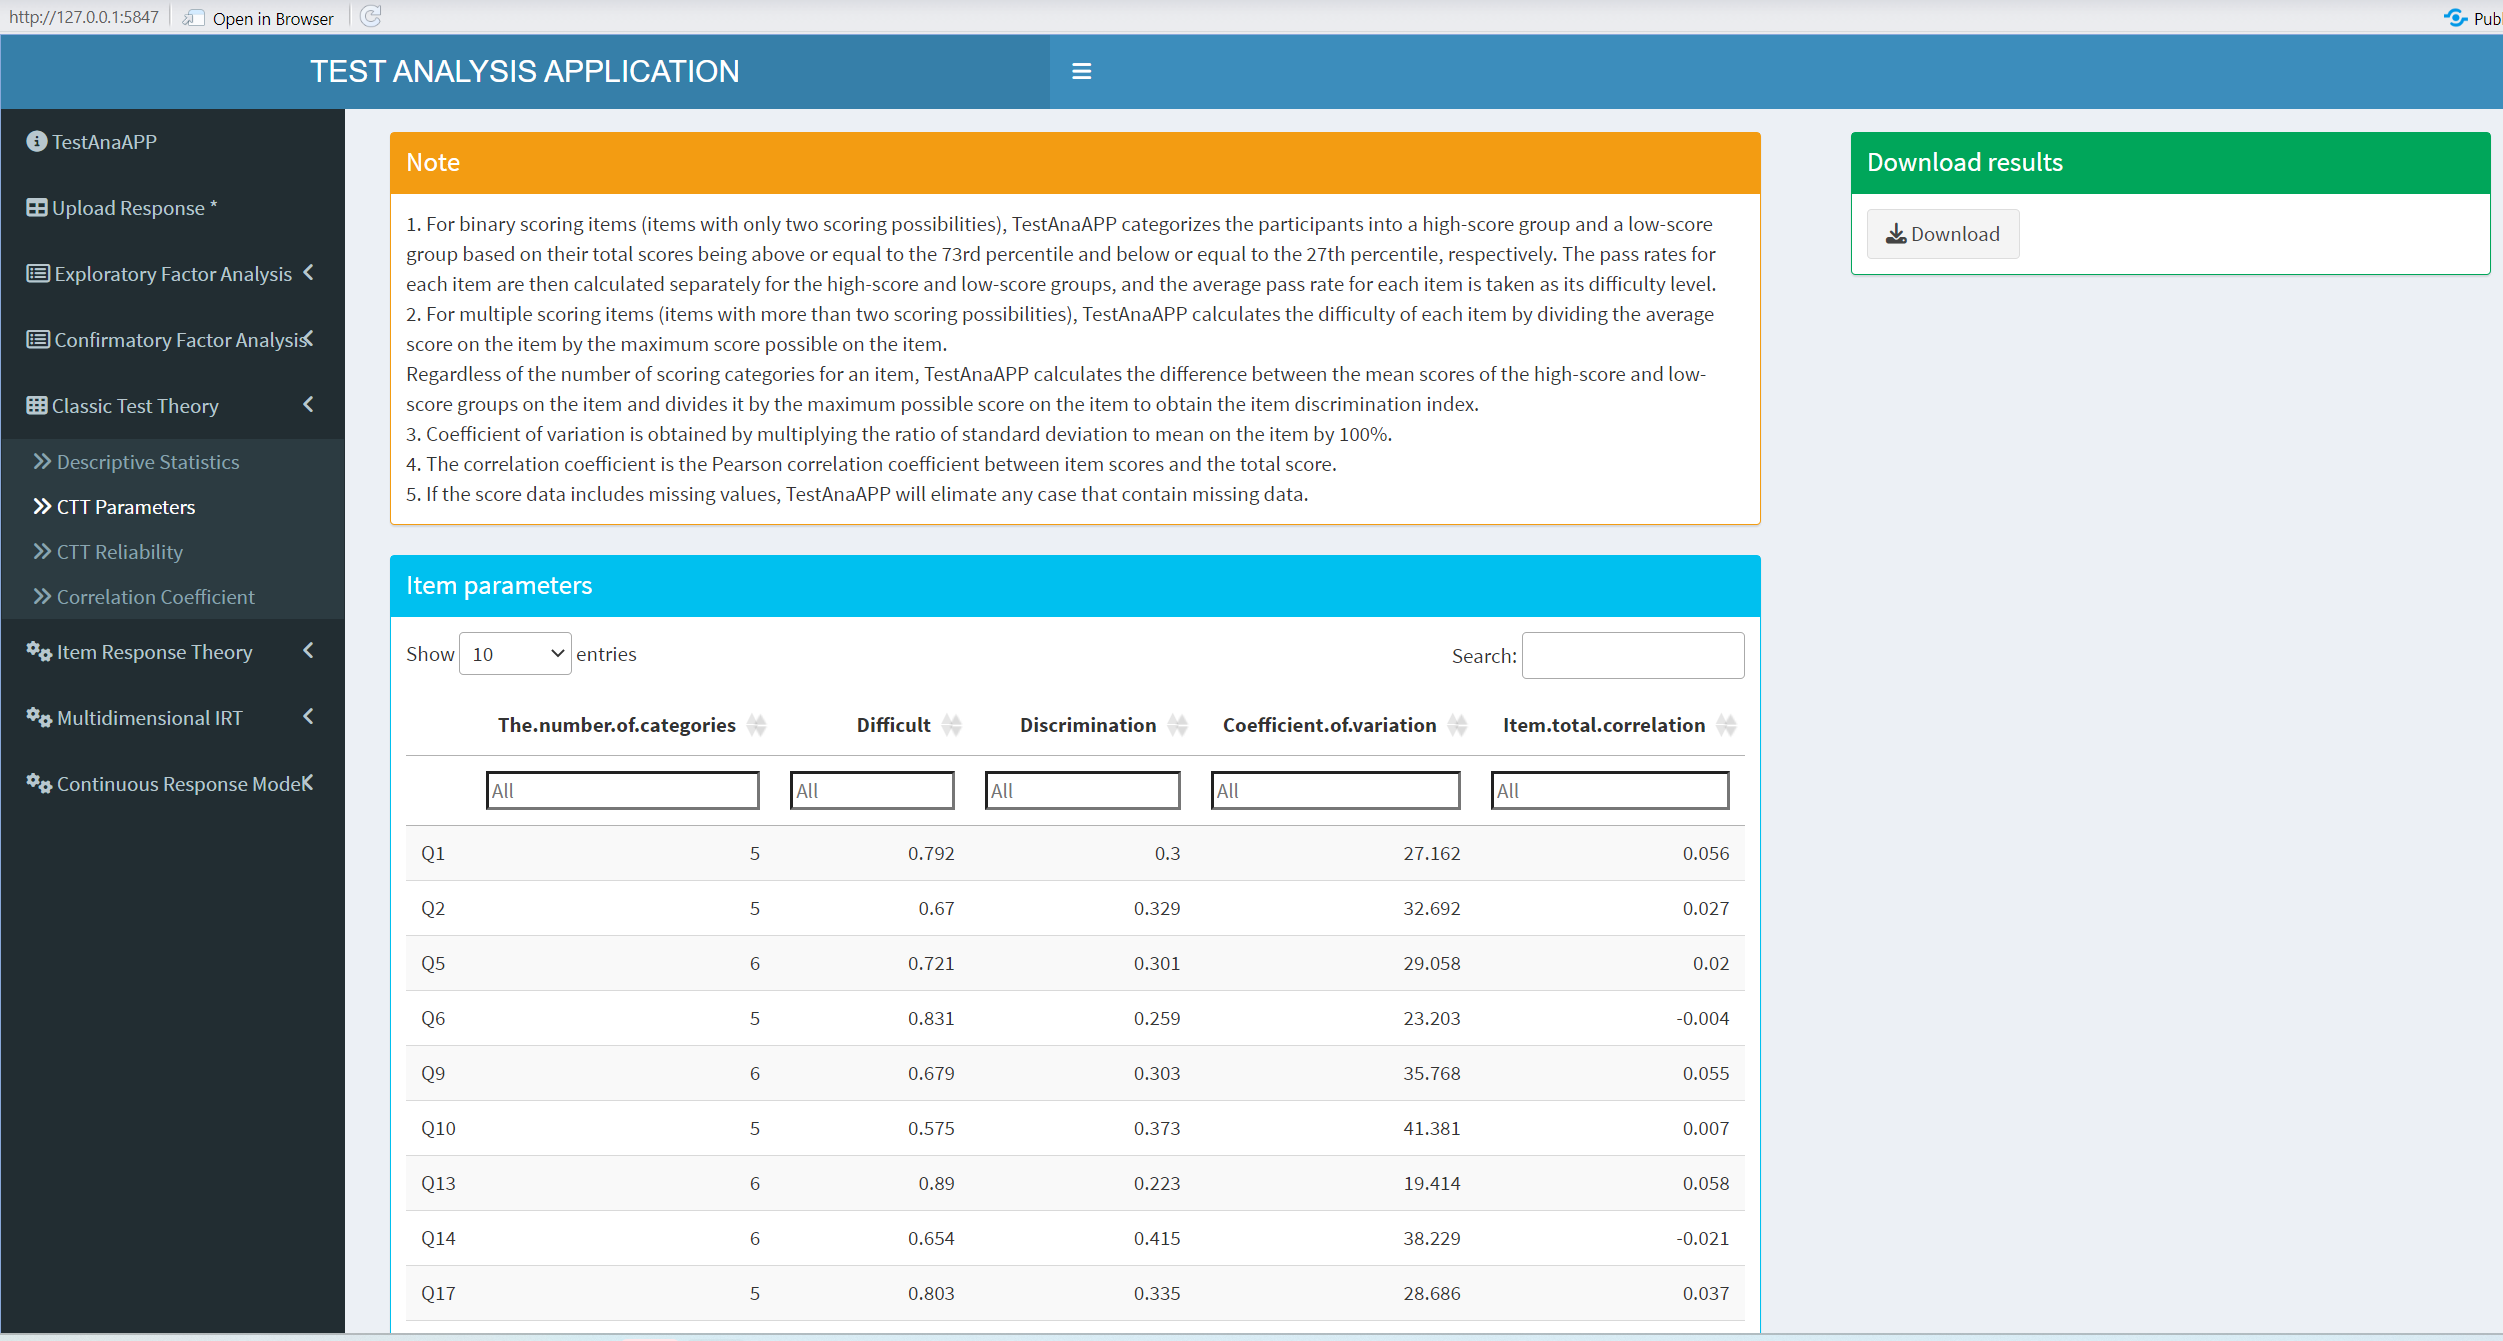 http://127.0.0.1:5847 Open in Browser
TEST ANALYSIS APPLICATION
TestAnaAPP
Upload Response *
Exploratory Factor Analysis
Confirmatory Factor Analysis
Classic Test Theory
Descriptive Statistics
CTT Parameters
CTT Reliability
Correlation Coefficient
Item Response Theory
Multidimensional IRT
Continuous Response Model
Note
1. For binary scoring items (items with only two scoring possibilities), TestAnaAPP categorizes the participants into a high-score group and a low-score
group based on their total scores being above or equal to the 73rd percentile and below or equal to the 27th percentile, respectively. The pass rates for
each item are then calculated separately for the high-score and low-score groups, and the average pass rate for each item is taken as its difficulty level.
2. For multiple scoring items (items with more than two scoring possibilities), TestAnaAPP calculates the difficulty of each item by dividing the average
score on the item by the maximum score possible on the item.
Regardless of the number of scoring categories for an item, TestAnaAPP calculates the difference between the mean scores of the high-score and low-
score groups on the item and divides it by the maximum possible score on the item to obtain the item discrimination index.
3. Coefficient of variation is obtained by multiplying the ratio of standard deviation to mean on the item by 100%.
4. The correlation coefficient is the Pearson correlation coefficient between item scores and the total score.
5. If the score data includes missing values, TestAnaAPP will elimate any case that contain missing data.
Download results
Download
Item parameters
Show 10 entries Search:
The.number.of.categories Difficult Discrimination Coefficient.of.variation Item.total.correlation
All All All All All
Q1 5 0.792 0.3 27.162 0.056
Q2 5 0.67 0.329 32.692 0.027
Q5 6 0.721 0.301 29.058 0.02
Q6 5 0.831 0.259 23.203 -0.004
Q9 6 0.679 0.303 35.768 0.055
Q10 5 0.575 0.373 41.381 0.007
Q13 6 0.89 0.223 19.414 0.058
Q14 6 0.654 0.415 38.229 -0.021
Q17 5 0.803 0.335 28.686 0.037